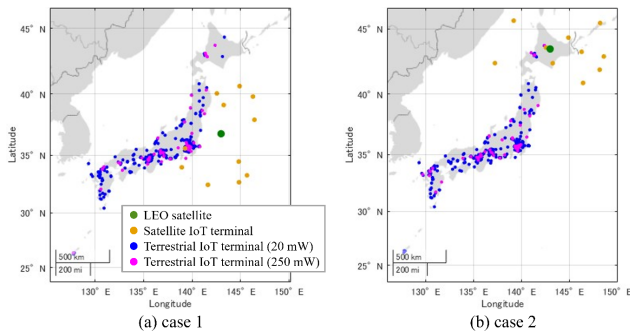 45° N
40° N
35° N
30° N
25° N
Latitude
LEO satellite
Satellite IoT terminal
Terrestrial IoT terminal (20 mW)
Terrestrial IoT terminal (250 mW)
500 km
200 mi
130° E
135° E
140° E
145° E
150° E
Longitude
(a) case 1
45° N
40° N
35° N
30° N
25° N
Latitude
500 km
200 mi
130° E
135° E
140° E
145° E
150° E
Longitude
(b) case 2